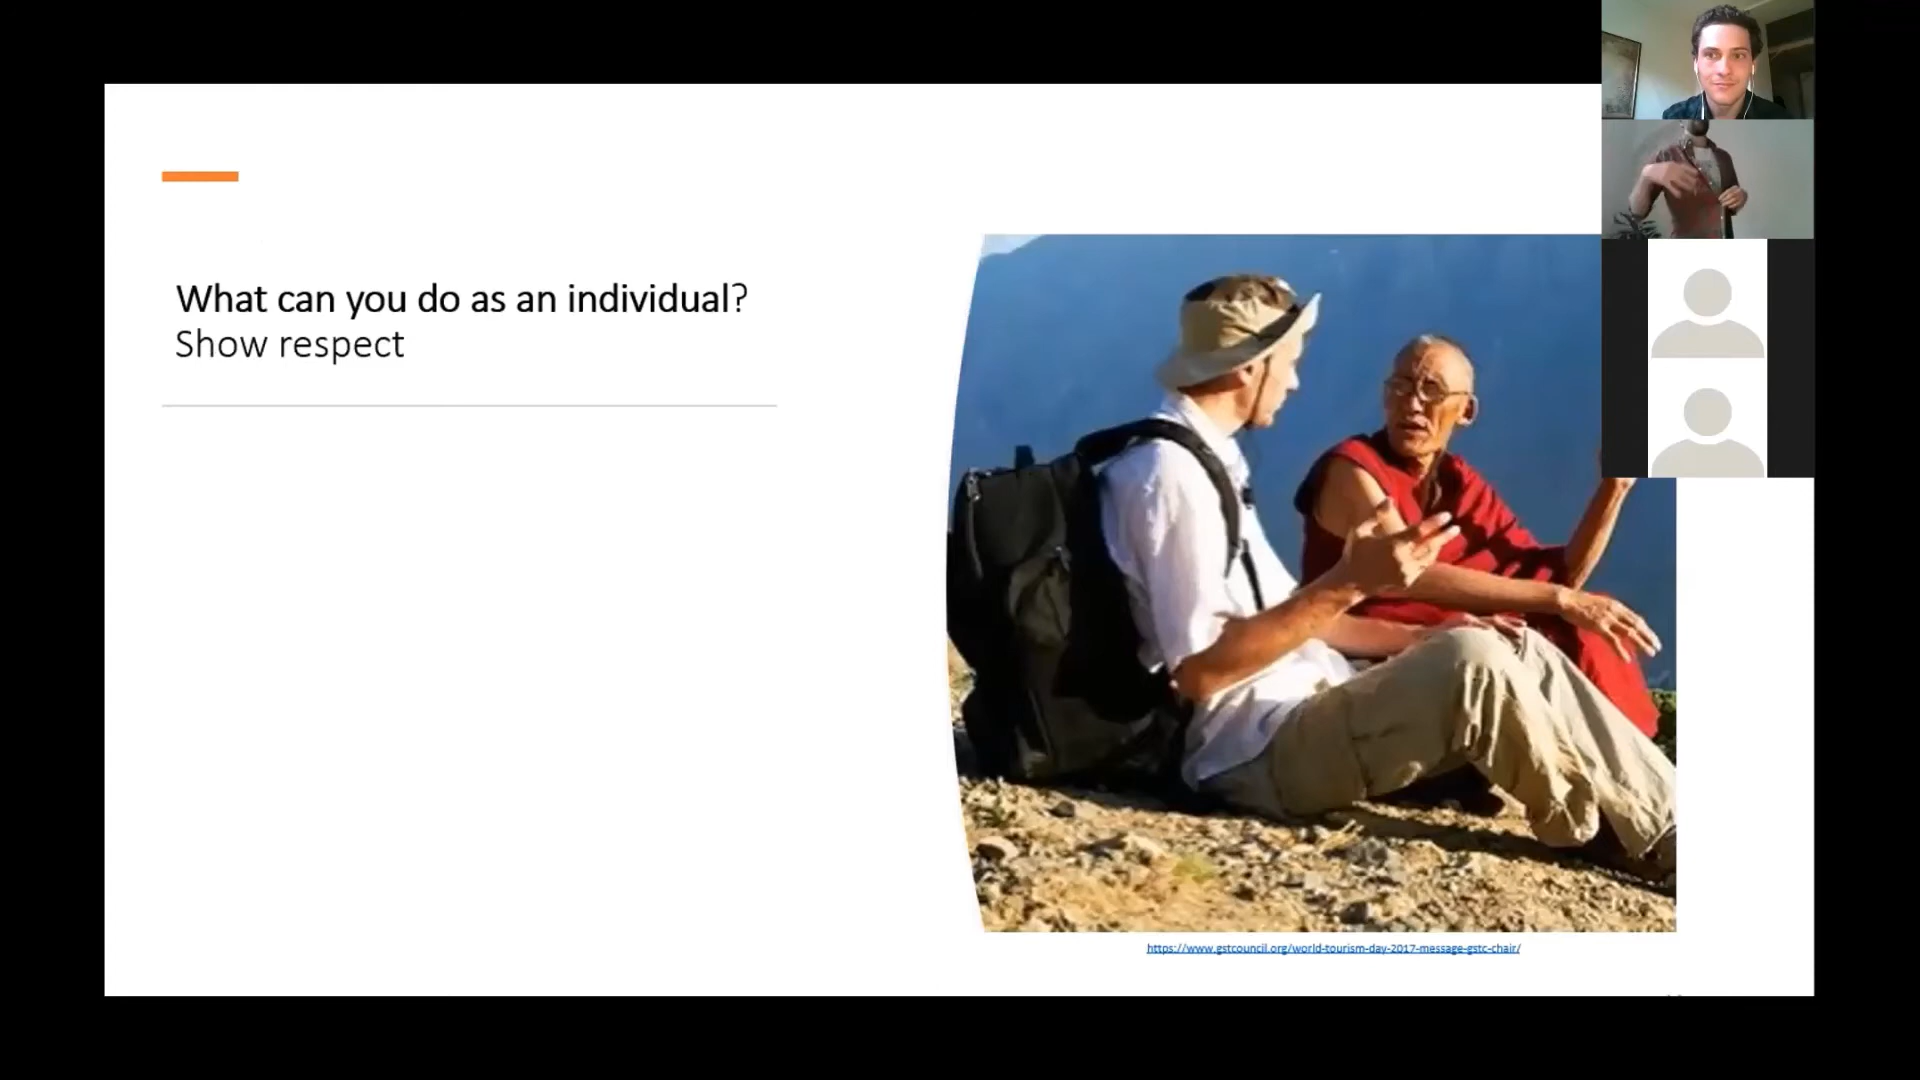 What can you do as an individual?
Show respect
https://www.gstcouncil.org/world-tourism-day-2017-message-gstc-chair/